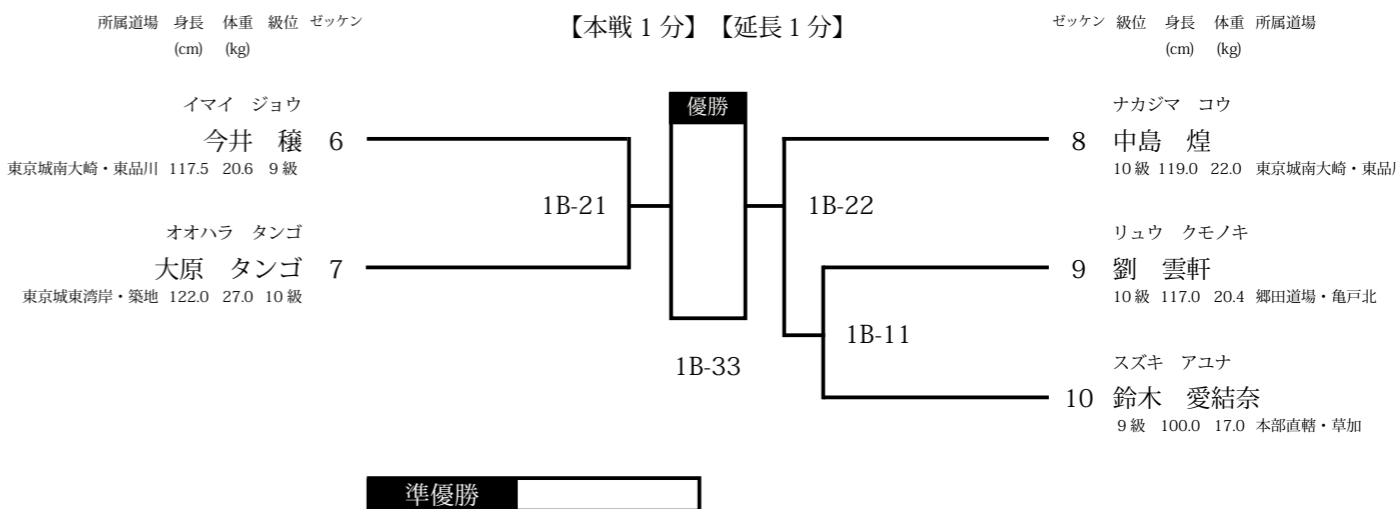 【本戦 1 分】【延長 1 分】
所属道場 身長 体重 級位 ゼッケン
(cm) (kg)
ゼッケン 級位 身長 体重 所属道場
(cm) (kg)
イマイ ジョウ
今井 穣 6
東京城南大崎・東品川 117.5 20.6 9 級
オオハラ タンゴ
大原 タンゴ 7
東京城東湾岸・築地 122.0 27.0 10 級
1B-21
優勝
1B-33
1B-22
1B-11
ナカジマ コウ
8 中島 煌
10 級 119.0 22.0 東京城南大崎・東品
リュウ クモノキ
9 劉 雲軒
10 級 117.0 20.4 郷田道場・亀戸北
スズキ アユナ
10 鈴木 愛結奈
9 級 100.0 17.0 本部直轄・草加
準優勝